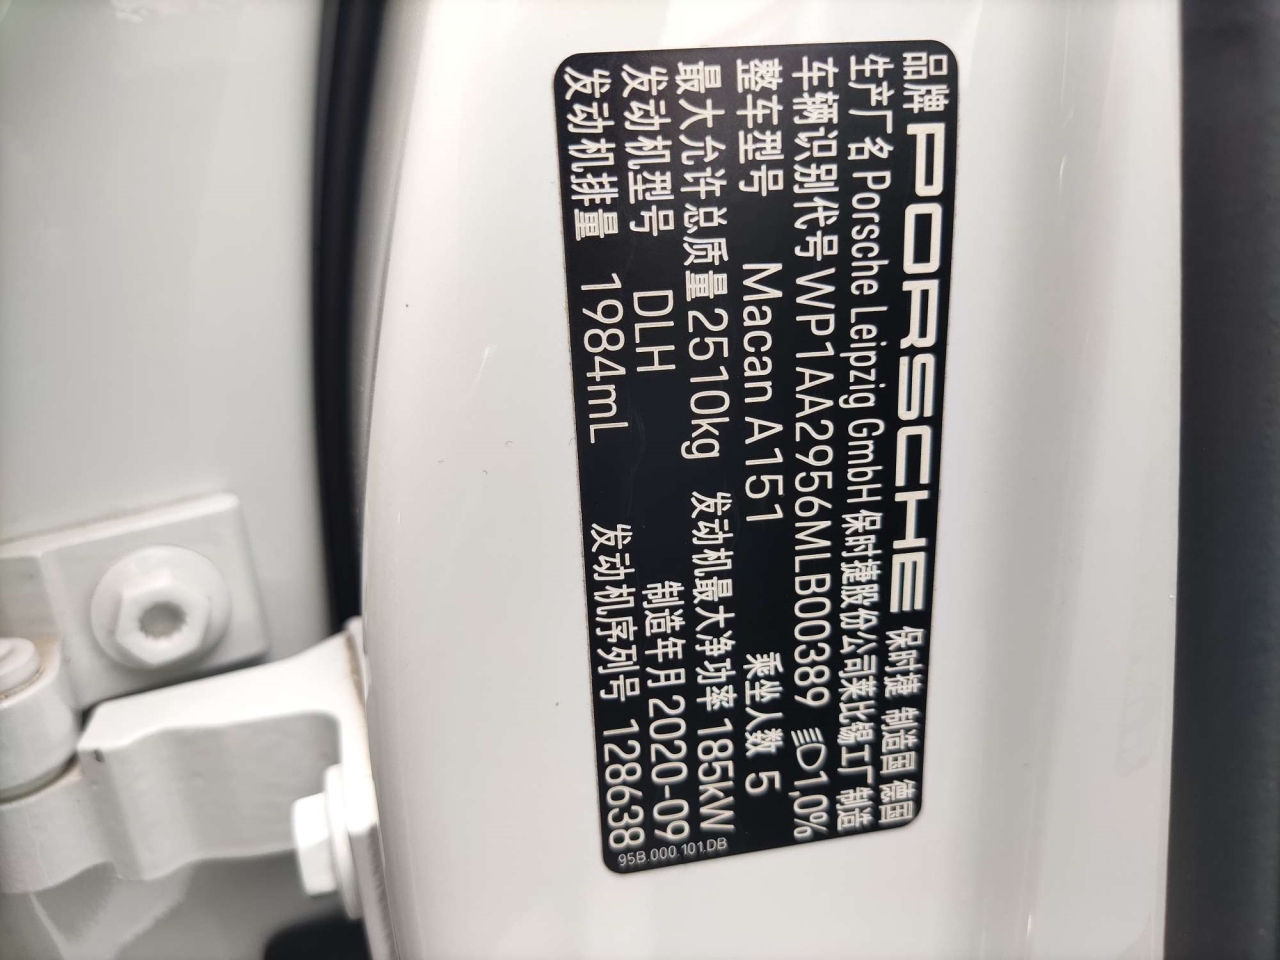 品牌 PORSCHE 保时捷 制造国 德国
生产厂名 Porsche Leipzig GmbH 保时捷股份公司莱比锡工厂制造
车辆识别代号 WP1AA2956MLB00389 1,0%
整车型号 Macan A151 乘坐人数 5
最大允许总质量 2510kg 发动机最大净功率 185kW
发动机型号 DLH 制造年月 2020-09
发动机排量 1984mL 发动机序列号 128638
95B.000.101.DB